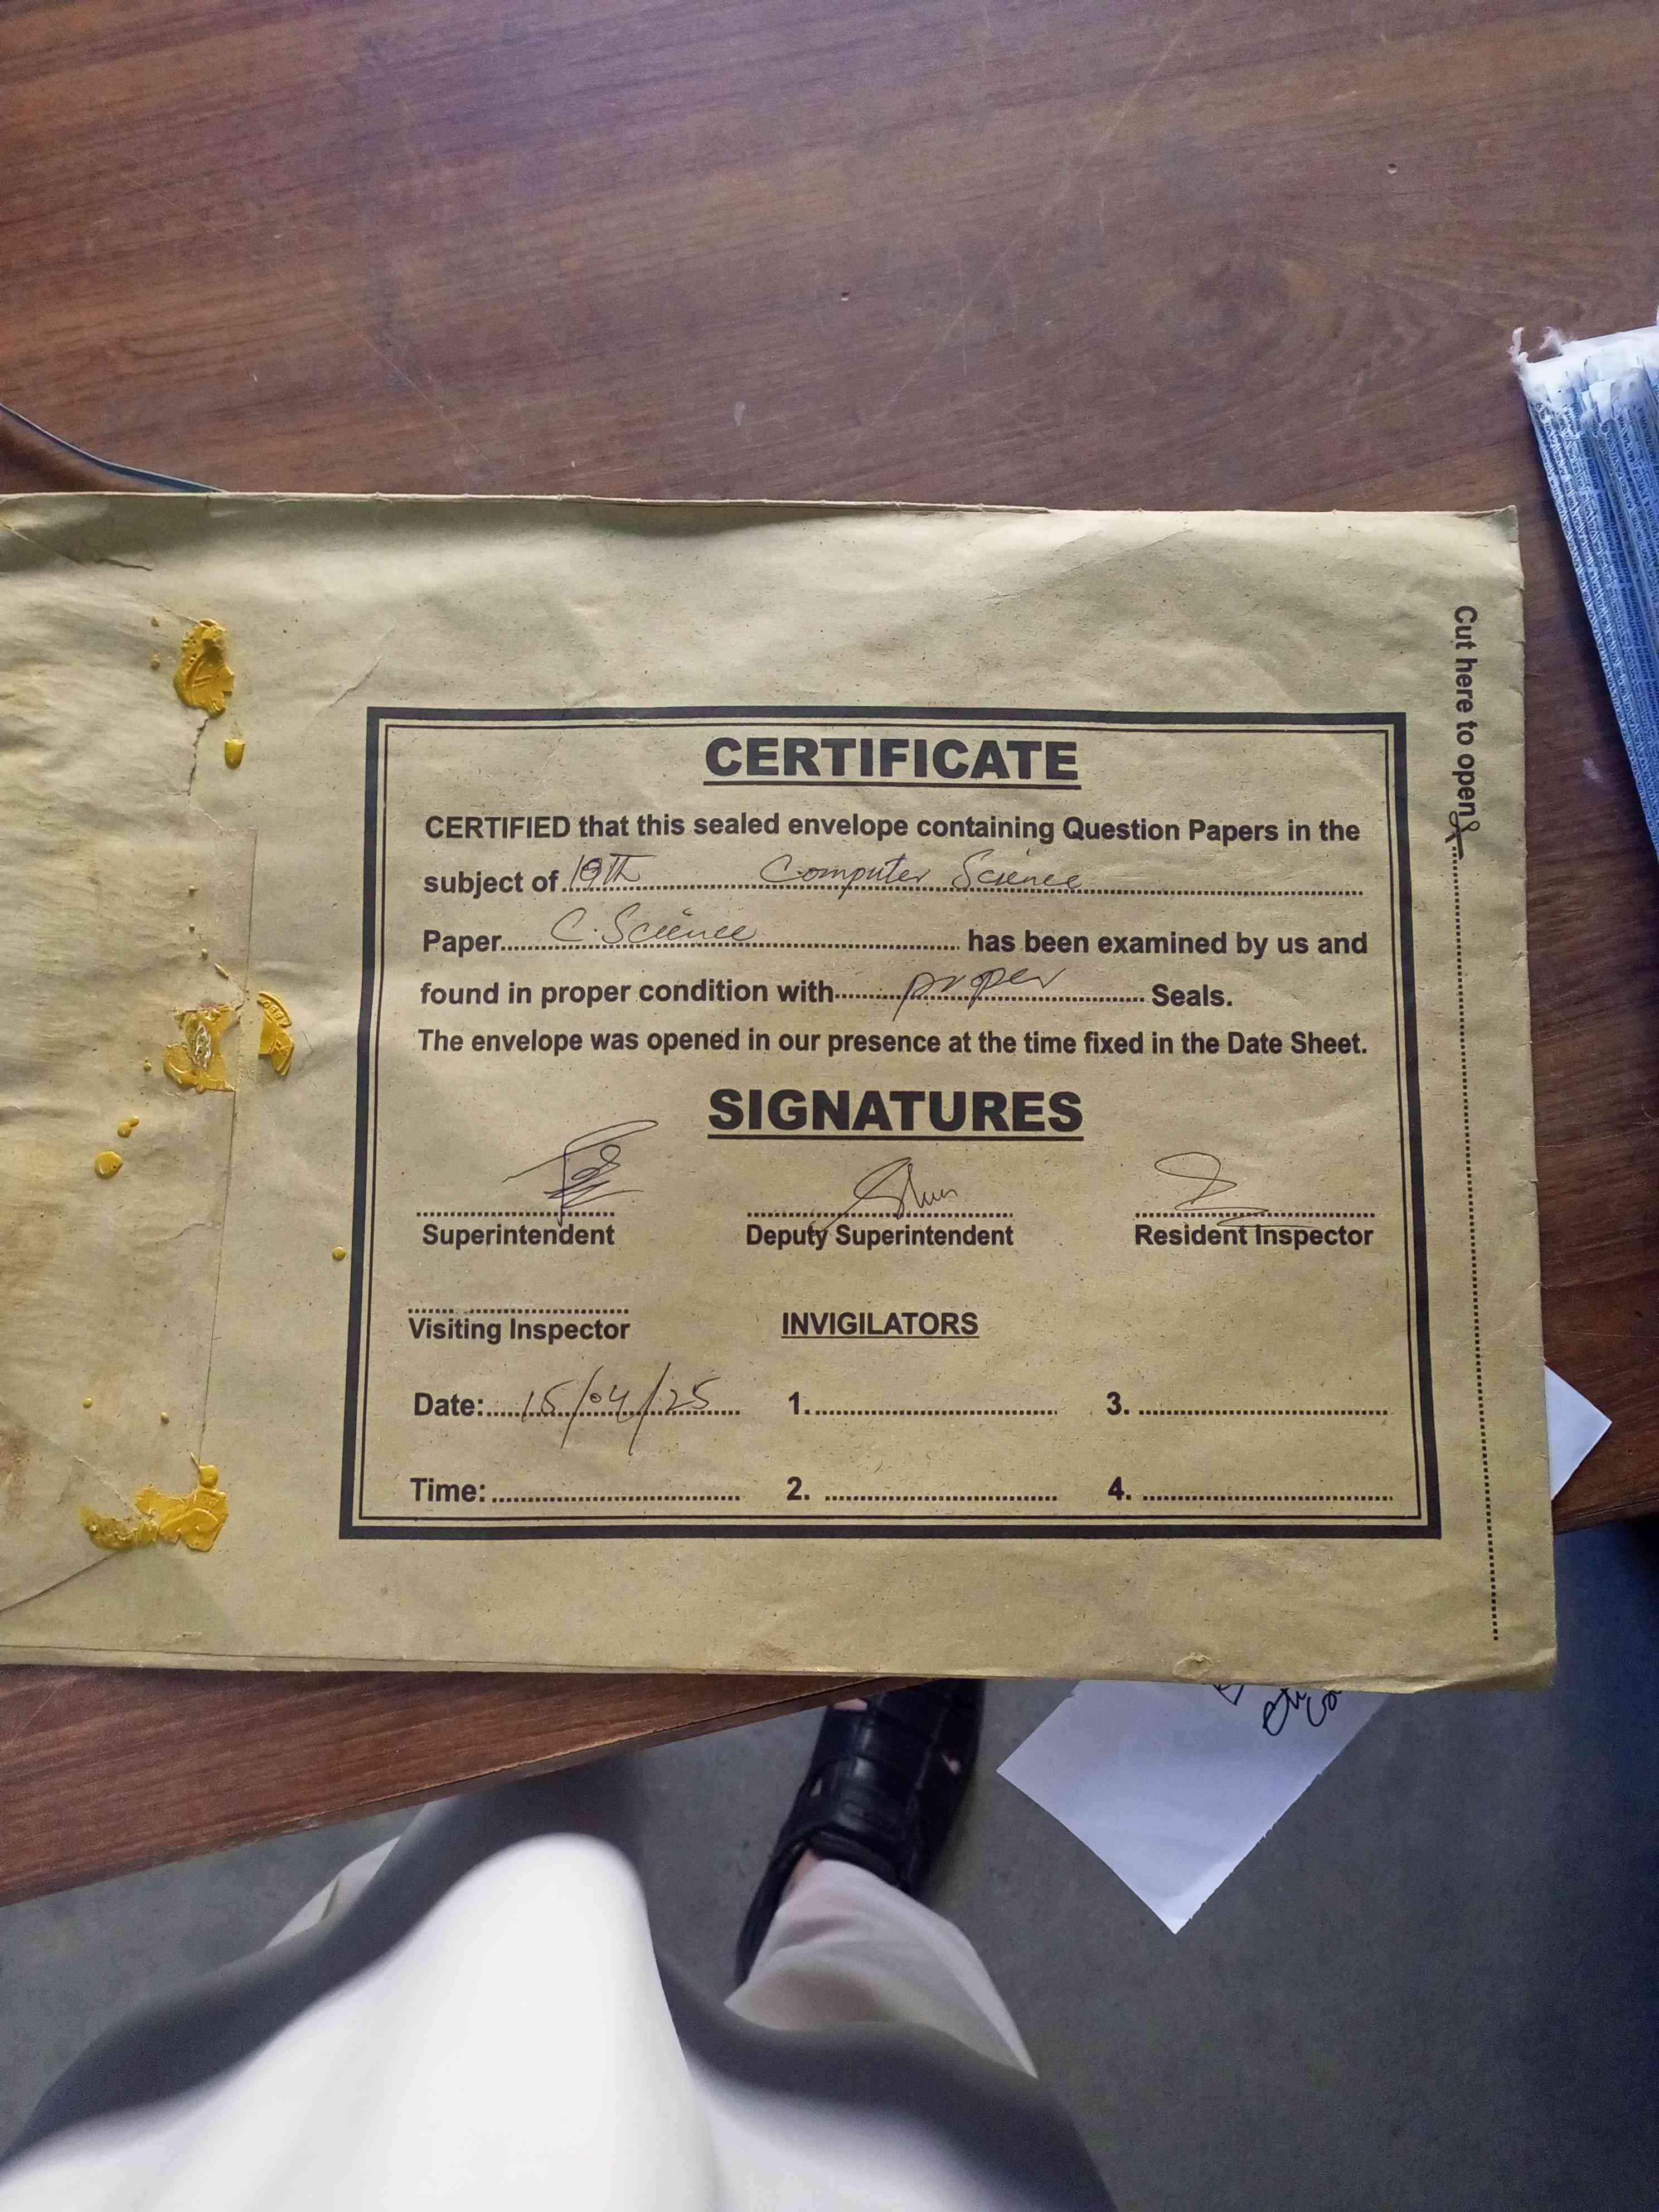 CERTIFICATE
CERTIFIED that this sealed envelope containing Question Papers in the
subject of 10Th Computer Science
Paper C. Science has been examined by us and
found in proper condition with proper Seals.
The envelope was opened in our presence at the time fixed in the Date Sheet.
SIGNATURES
Superintendent Deputy Superintendent Resident Inspector
Visiting Inspector INVIGILATORS
Date: 15/04/25 1. 3.
Time: 2. 4.
Cut here to open